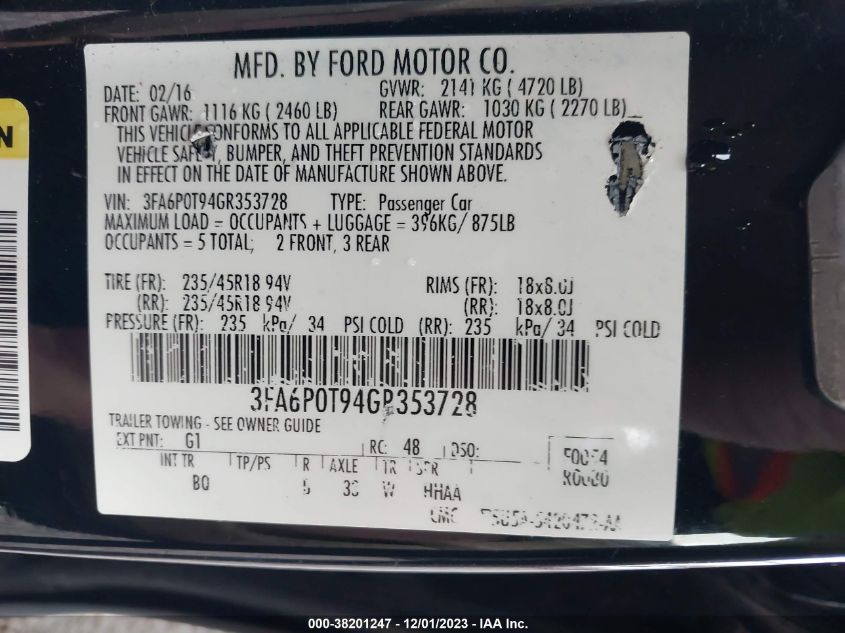 MFD. BY FORD MOTOR CO.
DATE: 02/16 GVWR: 2141 KG ( 4720 LB)
FRONT GAWR: 1116 KG ( 2460 LB) REAR GAWR: 1030 KG ( 2270 LB)
THIS VEHICLE CONFORMS TO ALL APPLICABLE FEDERAL MOTOR
VEHICLE SAFETY, BUMPER, AND THEFT PREVENTION STANDARDS
IN EFFECT ON THE DATE OF MANUFACTURE SHOWN ABOVE.
VIN: 3FA6P0T94GR353728 TYPE: Passenger Car
MAXIMUM LOAD = OCCUPANTS + LUGGAGE = 396KG/ 875LB
OCCUPANTS = 5 TOTAL; 2 FRONT, 3 REAR
TIRE (FR): 235/45R18 94V RIMS (FR): 18x8.0J
(RR): 235/45R18 94V (RR): 18x8.0J
PRESSURE (FR): 235 kPa/ 34 PSI COLD (RR): 235 kPa/ 34 PSI COLD
3FA6P0T94GR353728
TRAILER TOWING - SEE OWNER GUIDE
EXT PNT: G1 RC: 48 DSO:
INT TR TP/PS R AXLE TR SPR
BO W HHAA
N
000-38201247 - 12/01/2023 - IAA Inc.